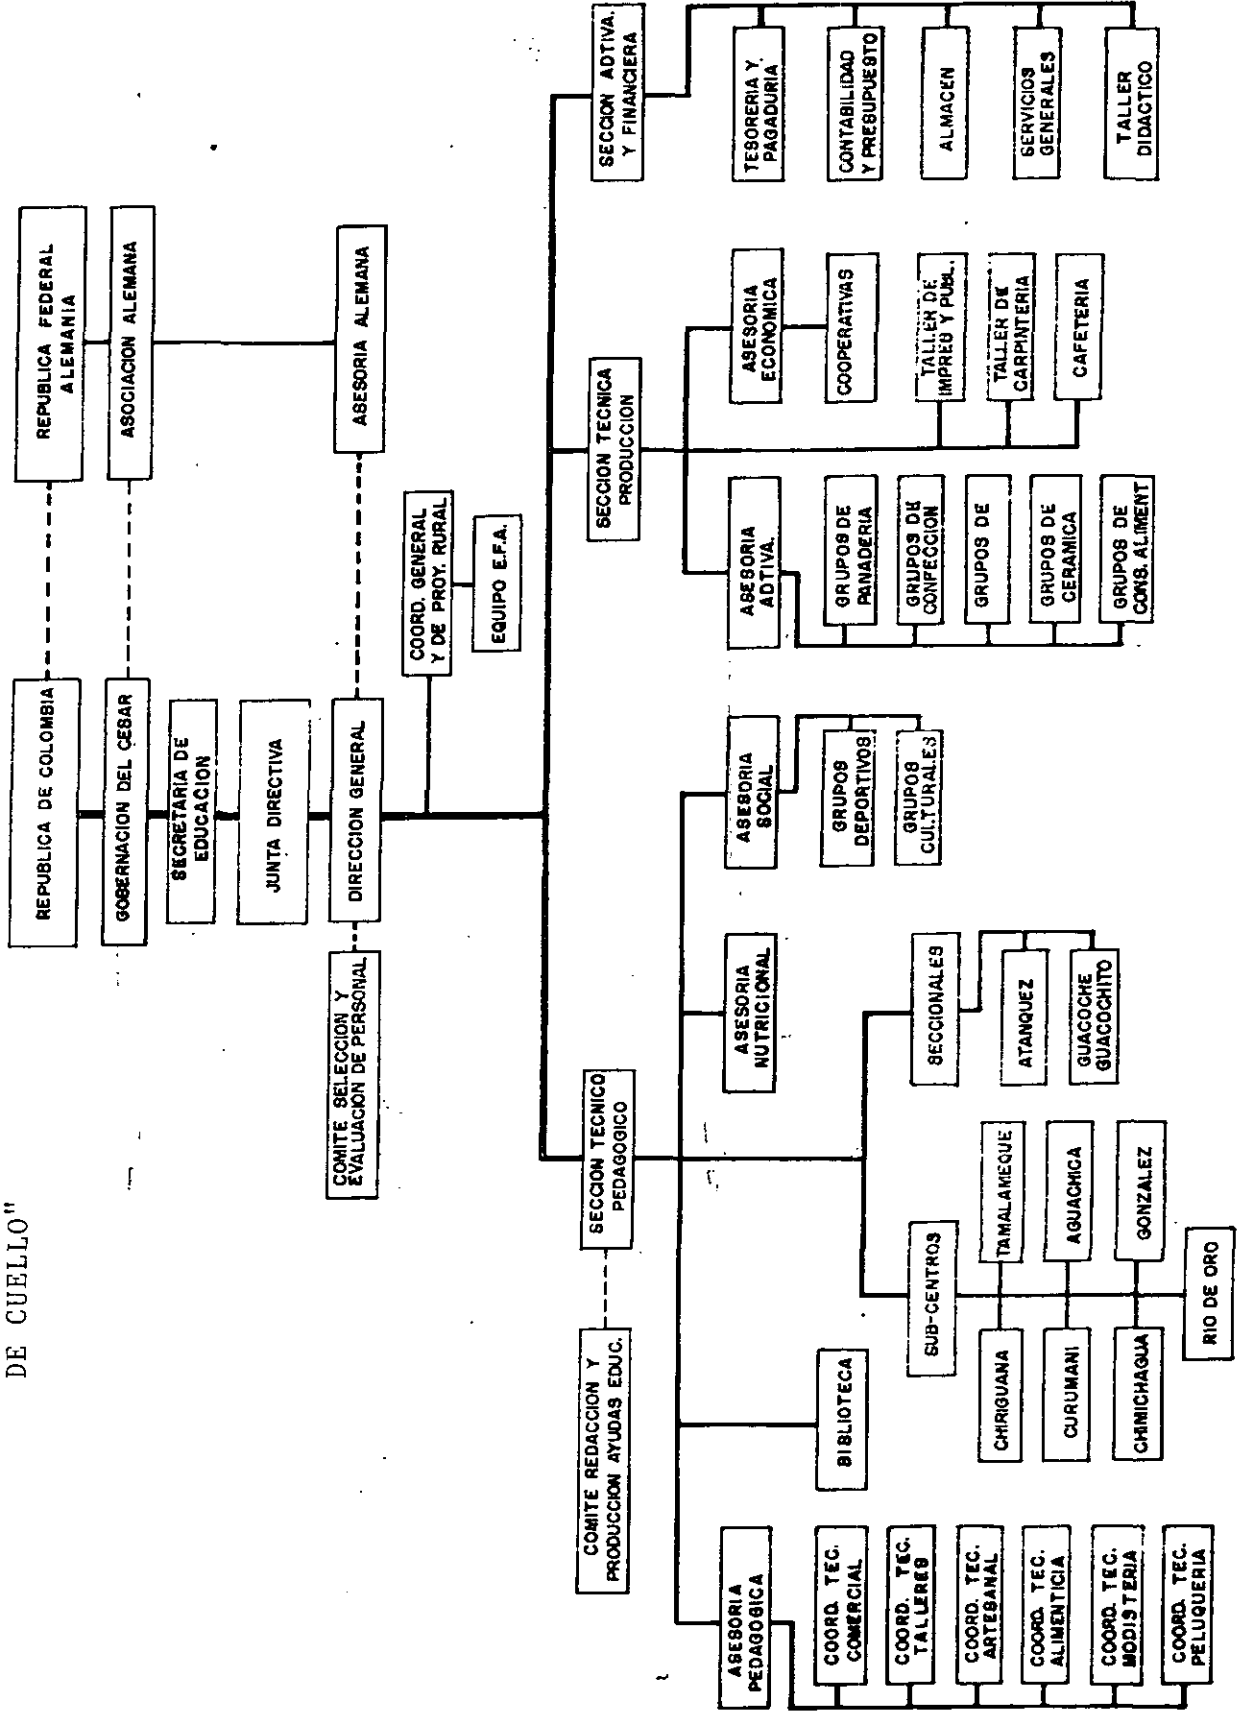 DE CUELLO"
REPUBLICA DE COLOMBIA
REPUBLICA FEDERAL
ALEMANIA
GOBERNACION DEL CESAR
ASOCIACION ALEMANA
SECRETARIA DE
EDUCACION
JUNTA DIRECTIVA
COMITE SELECCION Y
EVALUACION DE PERSONAL
DIRECCION GENERAL
ASESORIA ALEMANA
COORD. GENERAL
Y DE PROY. RURAL
EQUIPO E.F.A.
COMITE REDACCION Y
PRODUCCION AYUDAS EDUC.
SECCION TECNICO
PEDAGOGICO
SECCION TECNICA
PRODUCCION
SECCION ADTIVA.
Y FINANCIERA
ASESORIA
PEDAGOGICA
COORD. TEC.
COMERCIAL
COORD. TEC.
TALLERES
COORD. TEC.
ARTESANAL
COORD. TEC.
ALIMENTICIA
COORD. TEC.
MODISTERIA
COORD. TEC.
PELUQUERIA
BIBLIOTECA
ASESORIA
NUTRICIONAL
ASESORIA
SOCIAL
GRUPOS
DEPORTIVOS
GRUPOS
CULTURALES
SUB-CENTROS
CHIRIGUANA
TAMALAMEQUE
CURUMANI
AGUACHICA
CHIMICHAGUA
GONZALEZ
RIO DE ORO
SECCIONALES
ATANQUEZ
GUACOCHE
GUACOCHITO
ASESORIA
ADTIVA.
GRUPOS DE
PANADERIA
GRUPOS DE
CONFECCION
GRUPOS DE
GRUPOS DE
CERAMICA
GRUPOS DE
CONS. ALIMENT
ASESORIA
ECONOMICA
COOPERATIVAS
TALLER DE
IMPRES Y PUBL.
TALLER DE
CARPINTERIA
CAFETERIA
TESORERIA Y
PAGADURIA
CONTABILIDAD
Y PRESUPUESTO
ALMACEN
SERVICIOS
GENERALES
TALLER
DIDACTICO